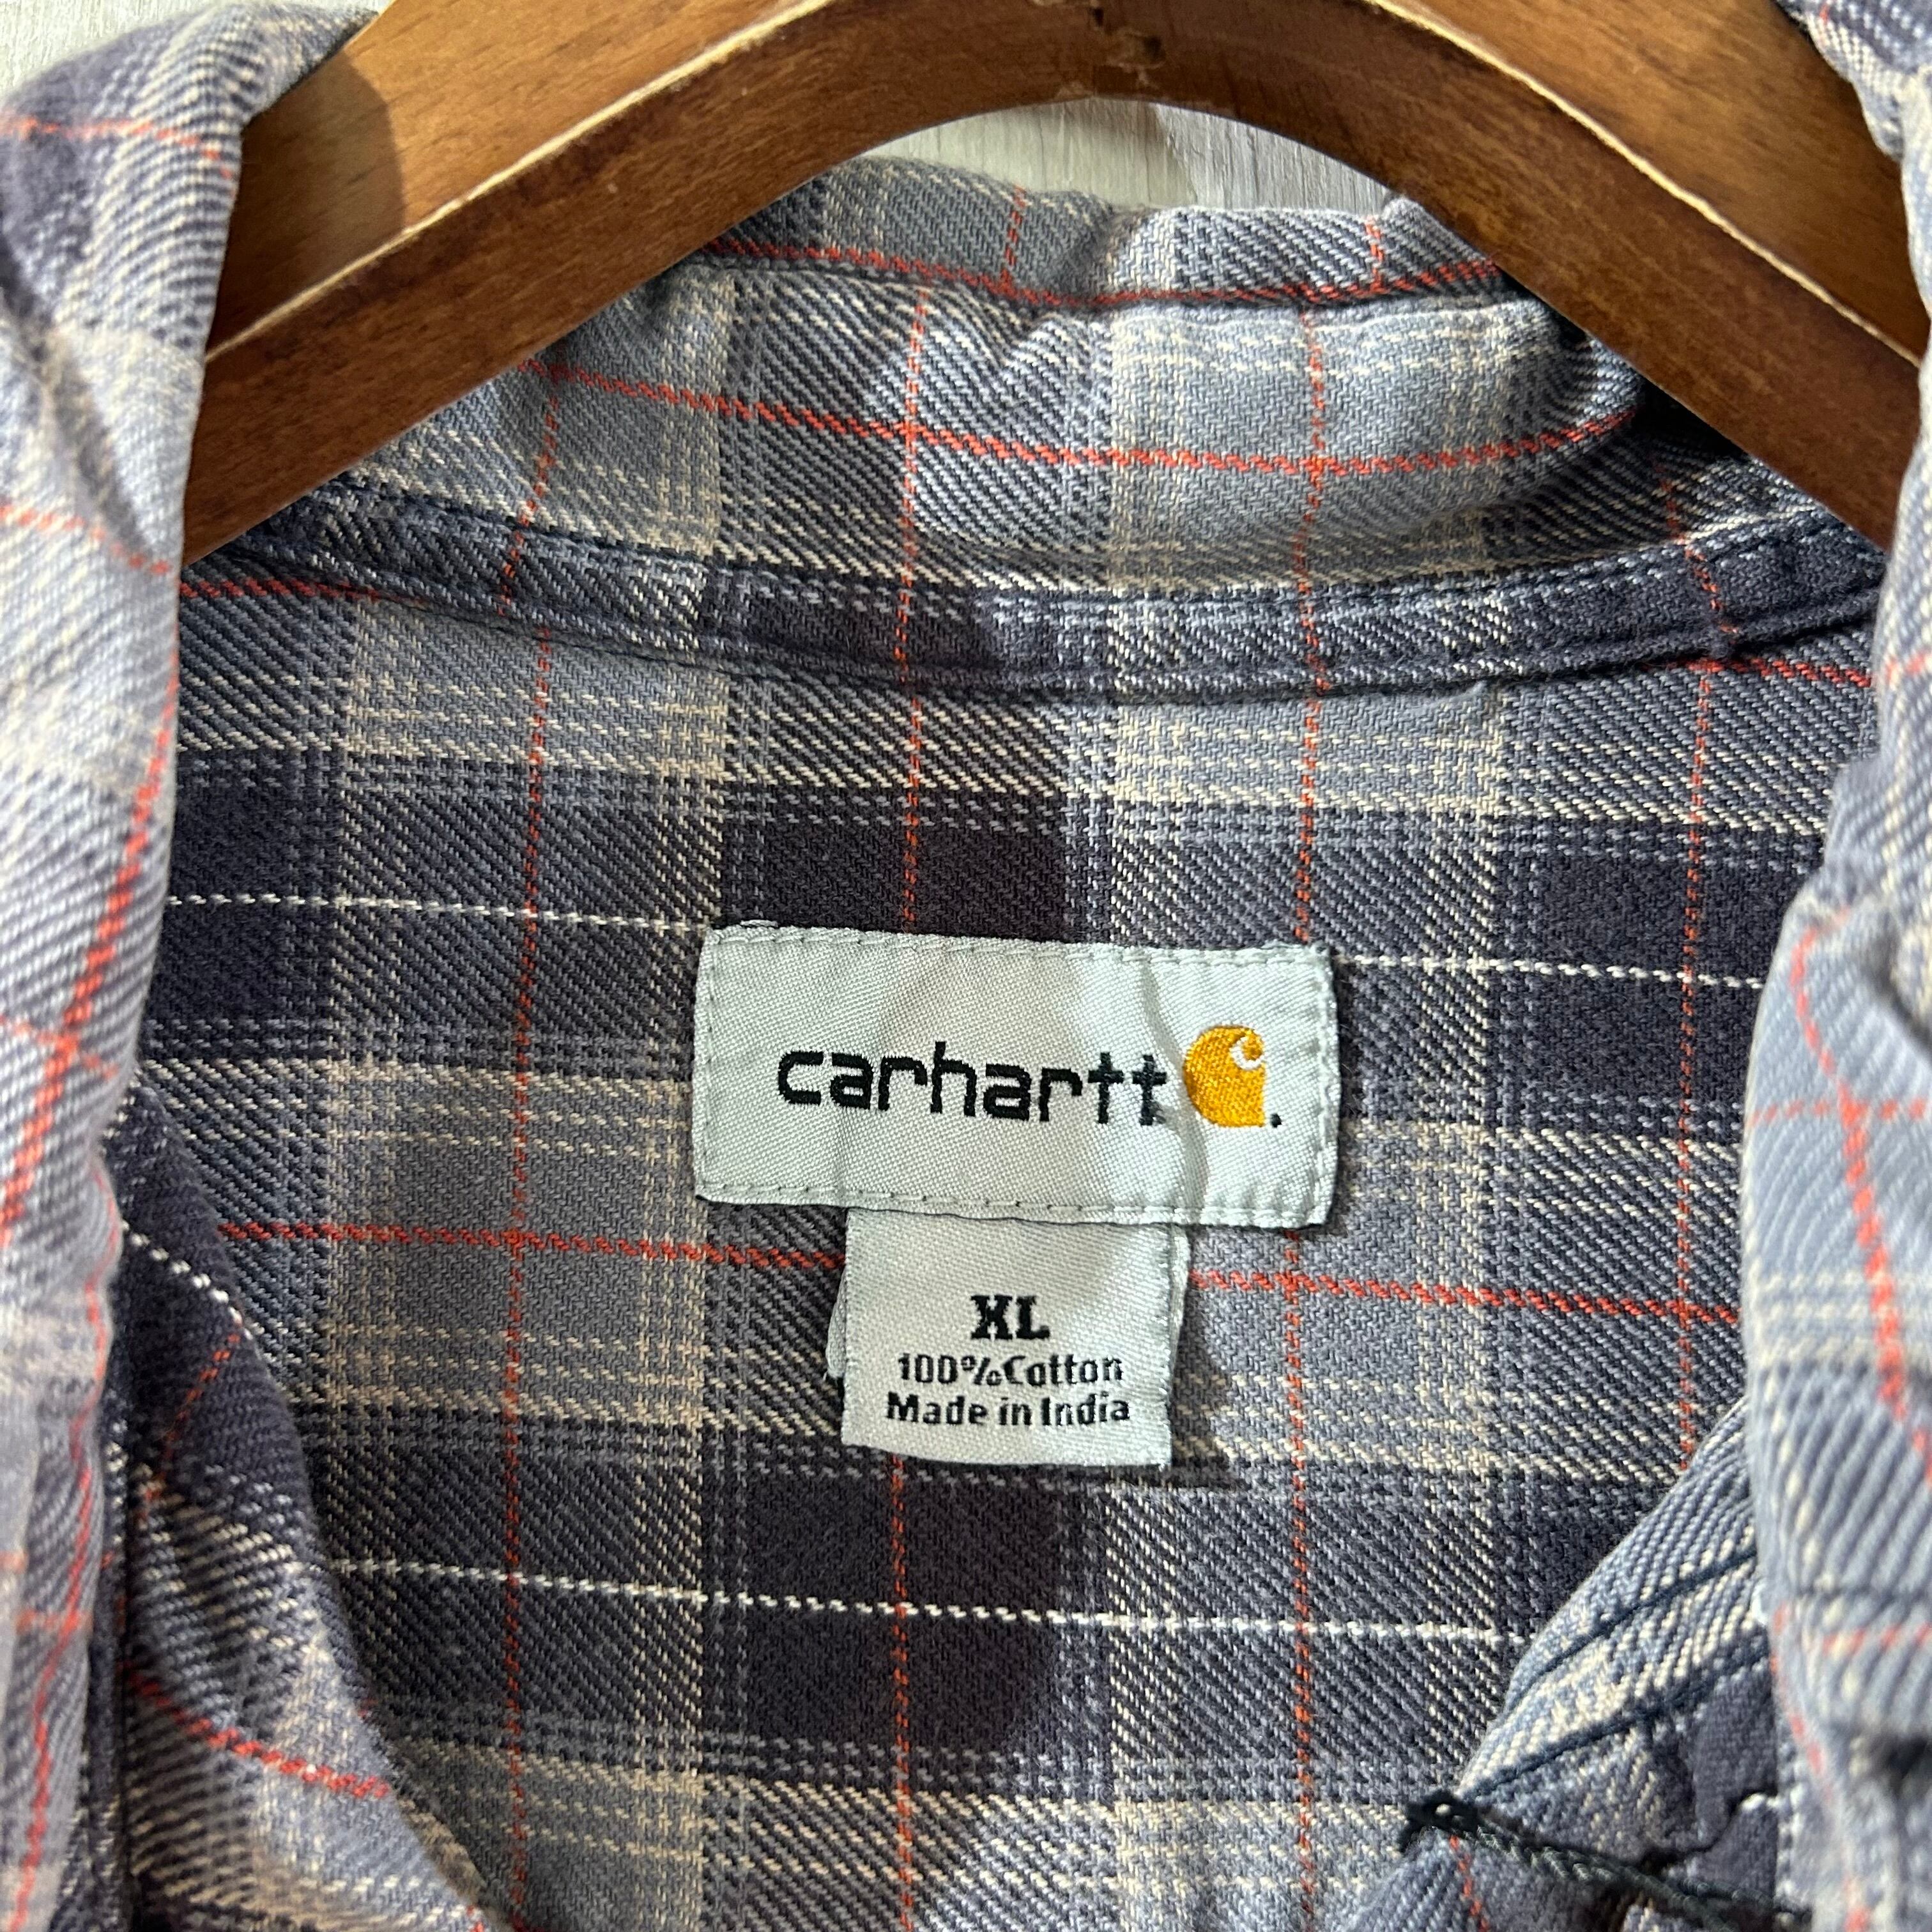 carhartt.
XL
100%Cotton
Made in India